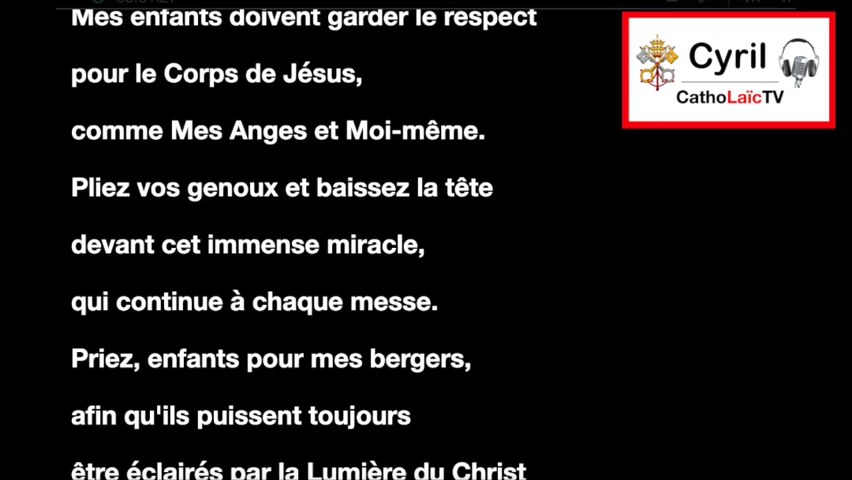 Mes enfants doivent garder le respect
pour le Corps de Jésus,
comme Mes Anges et Moi-même.
Pliez vos genoux et baissez la tête
devant cet immense miracle,
qui continue à chaque messe.
Priez, enfants pour mes bergers,
afin qu'ils puissent toujours
être éclairés par la Lumière du Christ
Cyril
CathoLaïcTV